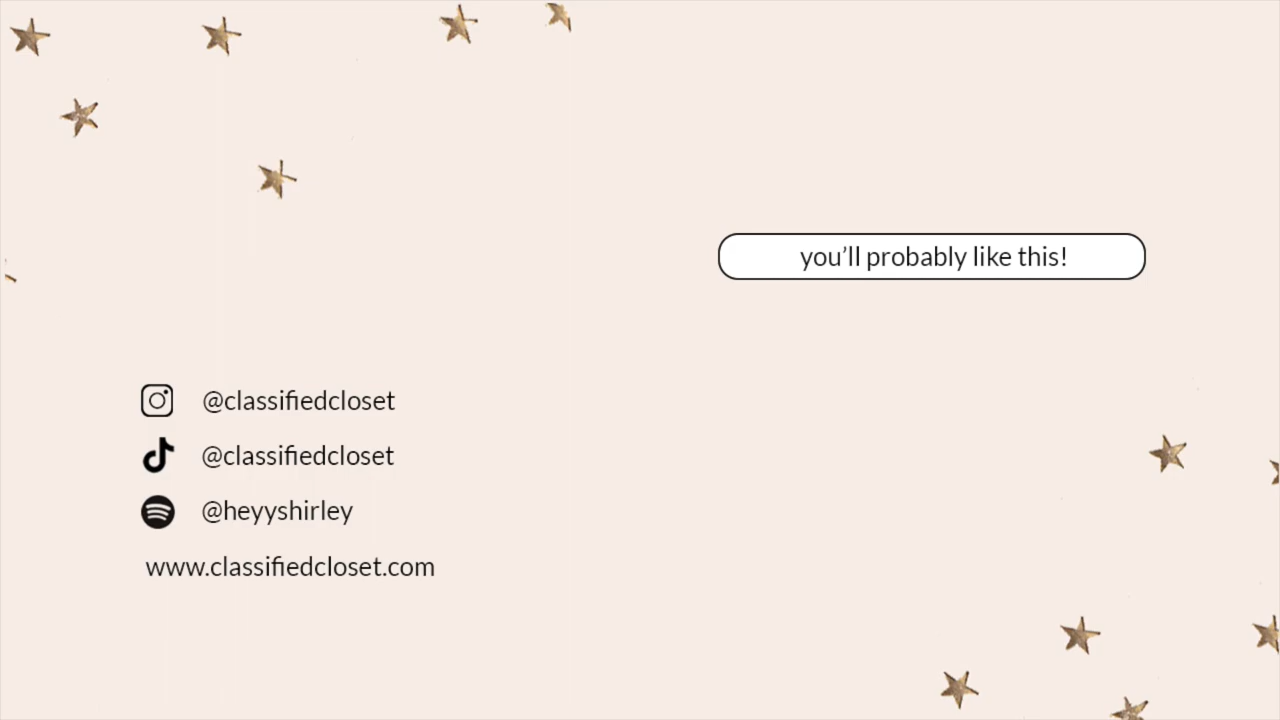 you’ll probably like this!
@classifiedcloset
@classifiedcloset
@heyyshirley
www.classifiedcloset.com